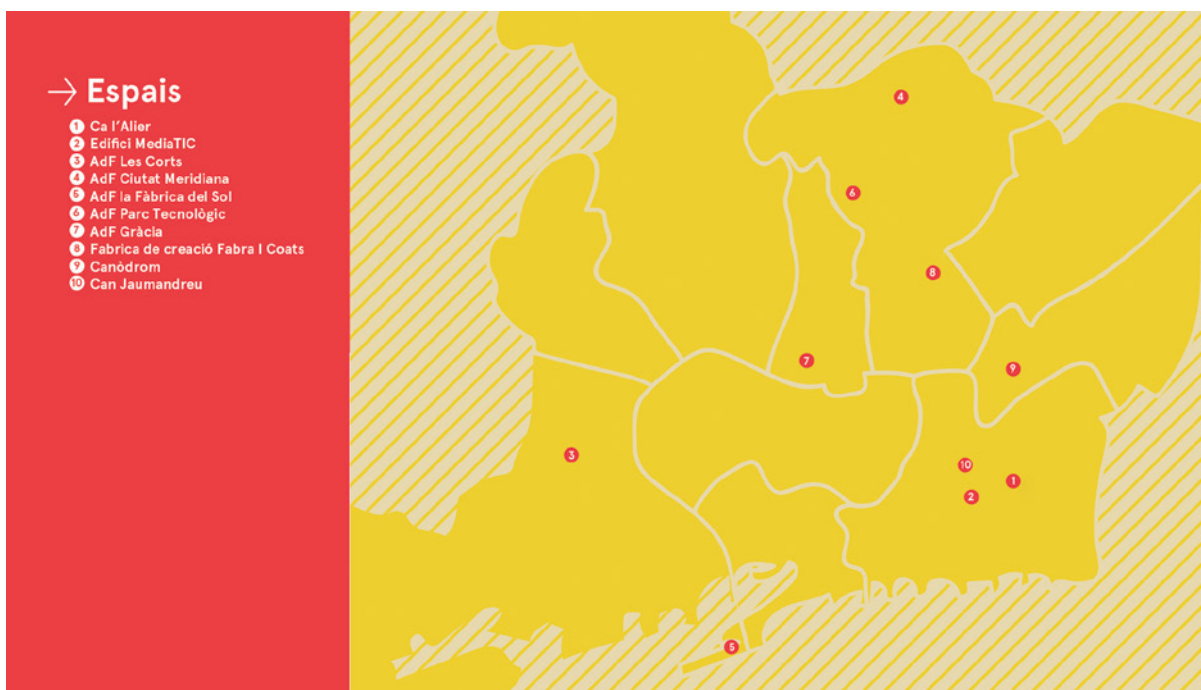 → Espais
1 Ca l'Alier
2 Edifici MediaTIC
3 AdF Les Corts
4 AdF Ciutat Meridiana
5 AdF la Fàbrica del Sol
6 AdF Parc Tecnològic
7 AdF Gràcia
8 Fabrica de creació Fabra I Coats
9 Canòdrom
10 Can Jaumandreu
4
6
8
7
9
3
10
1
2
5